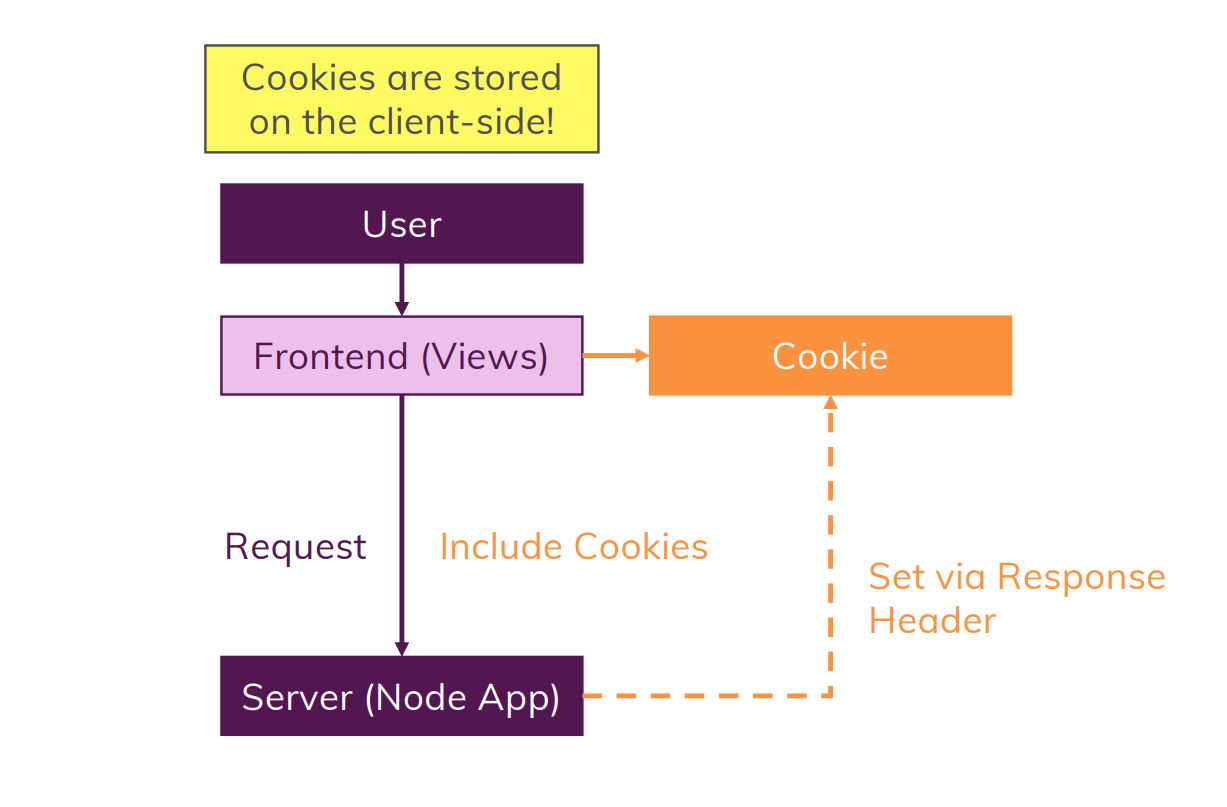 Cookies are stored
on the client-side!
User
Frontend (Views)
Cookie
Request
Include Cookies
Set via Response
Header
Server (Node App)